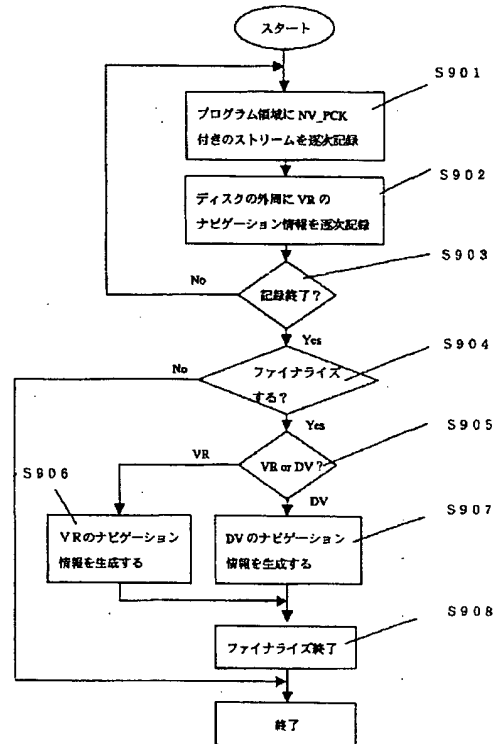 スタート
S901
プログラム領域に NV_PCK
付きのストリームを逐次記録
S902
ディスクの外周に VR の
ナビゲーション情報を逐次記録
S903
No
記録終了?
Yes
S904
No
ファイナライズ
する?
Yes
S905
VR
VR or DV?
S906
DV
S907
VRのナビゲーション
情報を生成する
DVのナビゲーション
情報を生成する
S908
ファイナライズ終了
終了